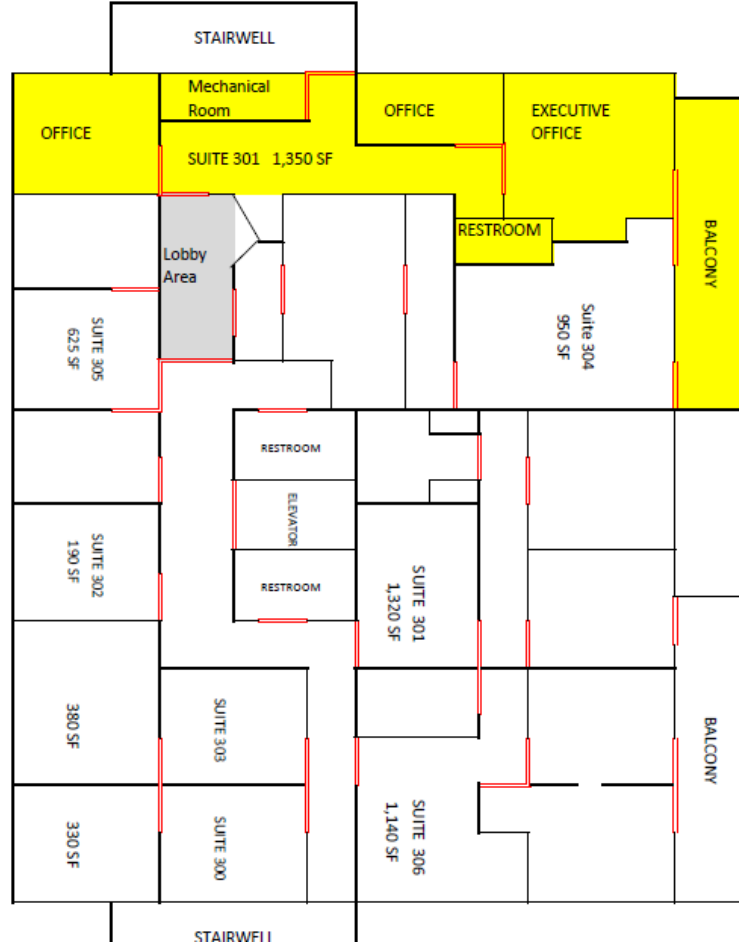 STAIRWELL
Mechanical
Room
OFFICE
OFFICE
EXECUTIVE
OFFICE
SUITE 301 1,350 SF
RESTROOM
BALCONY
Lobby
Area
Suite 304
950 SF
SUITE 305
625 SF
RESTROOM
ELEVATOR
RESTROOM
SUITE 302
190 SF
SUITE 301
1,320 SF
380 SF
SUITE 303
BALCONY
330 SF
SUITE 300
SUITE 306
1,140 SF
STAIRWELL